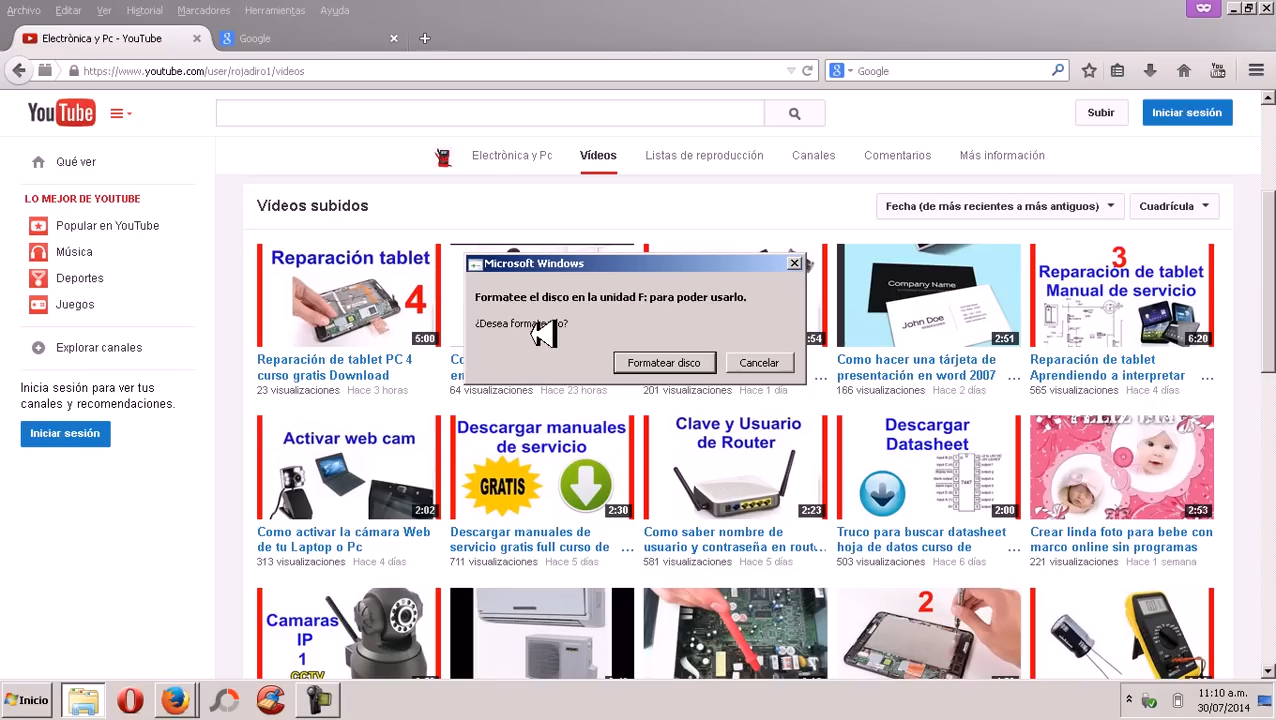 Archivo Editar Ver Historial Marcadores Herramientas Ayuda
Electrònica y Pc - YouTube
Google
https://www.youtube.com/user/rojadiro1/videos
Google
YouTube
Subir
Iniciar sesión
Qué ver
Electrònica y Pc Vídeos Listas de reproducción Canales Comentarios Más información
LO MEJOR DE YOUTUBE
Popular en YouTube
Música
Deportes
Juegos
Explorar canales
Inicia sesión para ver tus
canales y recomendaciones.
Iniciar sesión
Vídeos subidos
Fecha (de más recientes a más antiguos)
Cuadrícula
Microsoft Windows
Formatee el disco en la unidad F: para poder usarlo.
Formatear disco
Cancelar
Reparación tablet
4
5:00
Reparación de tablet PC 4
curso gratis Download
23 visualizaciones Hace 3 horas
64 visualizaciones Hace 23 horas
:54
201 visualizaciones Hace 1 día
Company Name
John Doe
2:51
Como hacer una tárjeta de
presentación en word 2007
166 visualizaciones Hace 2 días
3
Reparación de tablet
Manual de servicio
6:20
Reparación de tablet
Aprendiendo a interpretar
565 visualizaciones Hace 4 días
Activar web cam
2:02
Como activar la cámara Web
de tu Laptop o Pc
313 visualizaciones Hace 4 días
Descargar manuales
de servicio
GRATIS
2:30
Descargar manuales de
servicio gratis full curso de
711 visualizaciones Hace 5 días
Clave y Usuario
de Router
2:23
Como saber nombre de
usuario y contraseña en rout
581 visualizaciones Hace 5 días
Descargar
Datasheet
2:00
Truco para buscar datasheet
hoja de datos curso de
503 visualizaciones Hace 6 días
2:53
Crear linda foto para bebe con
marco online sin programas
221 visualizaciones Hace 1 semana
Camaras
IP
1
CCTV
2
Inicio
11:10 a.m.
30/07/2014